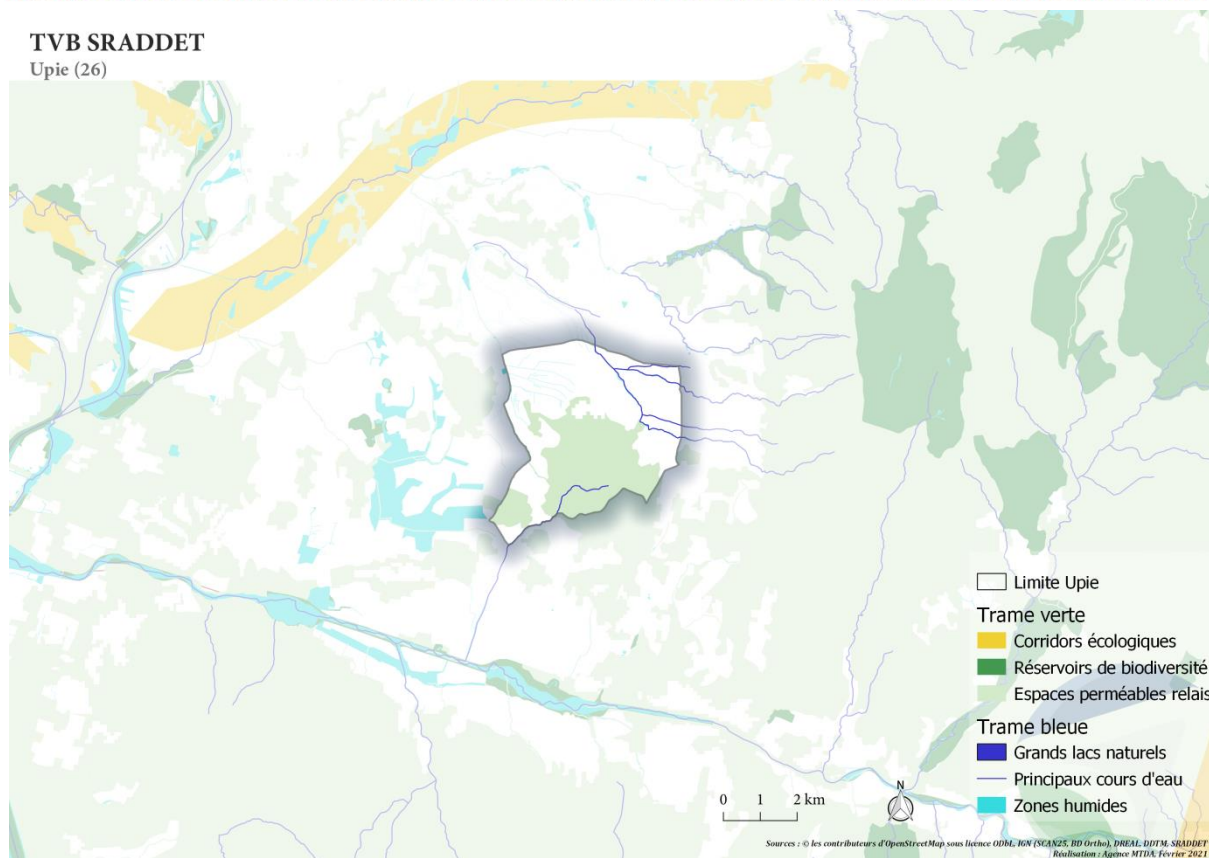 TVB SRADDET
Upie (26)
Limite Upie
Trame verte
Corridors écologiques
Réservoirs de biodiversité
Espaces perméables relais
Trame bleue
Grands lacs naturels
Principaux cours d'eau
Zones humides
N
0 1 2 km
Sources : © les contributeurs d'OpenStreetMap sous licence ODbL, IGN (SCAN25, BD Ortho), DREAL, DDTM, SRADDET
Réalisation : Agence MTDA, Février 2021